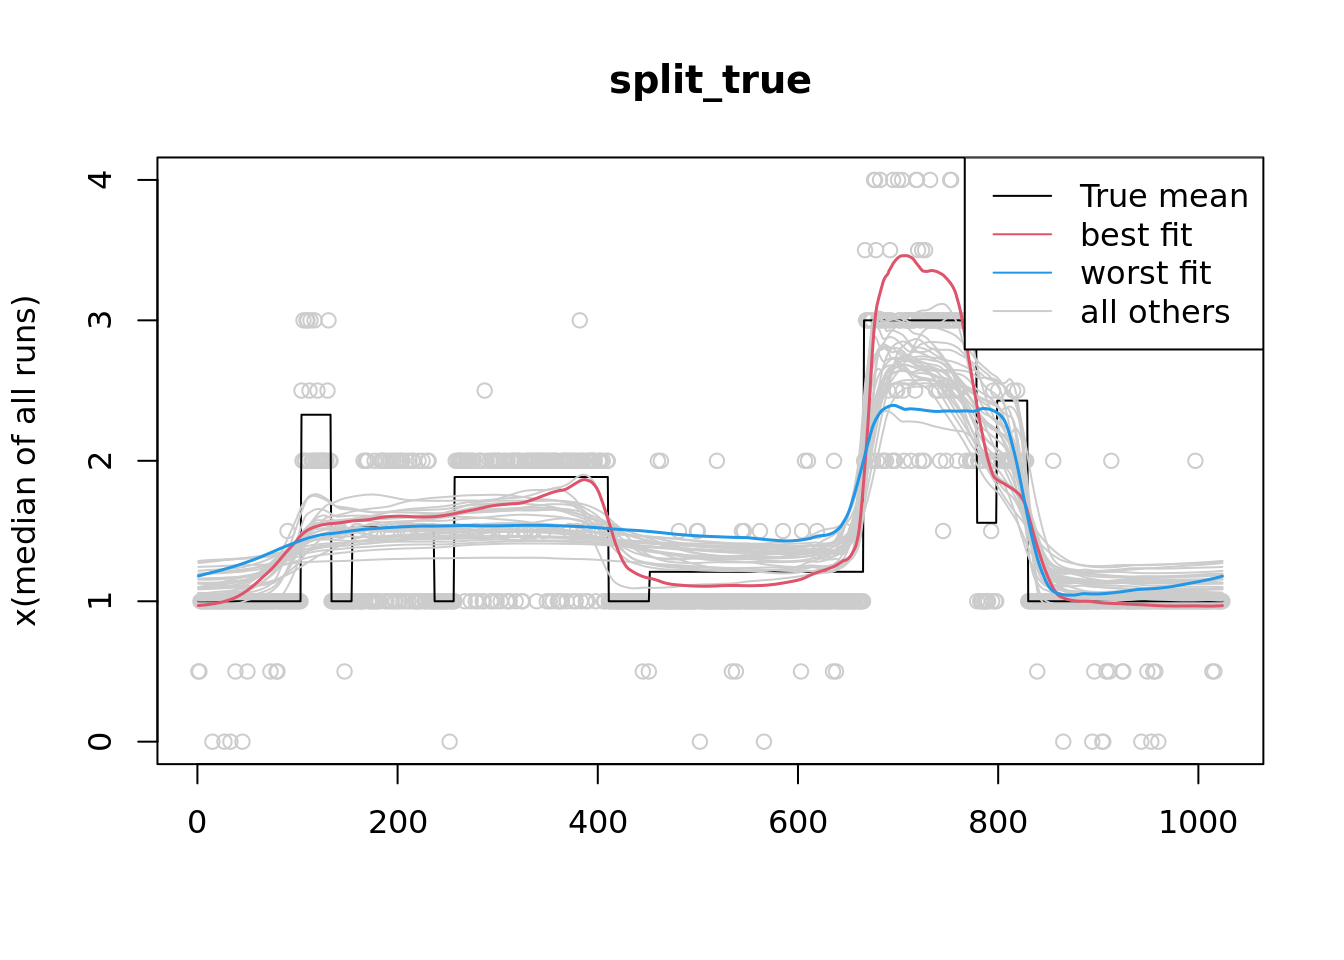 split_true
x(median of all runs)
4
3
2
1
0
True mean
best fit
worst fit
all others
0 200 400 600 800 1000